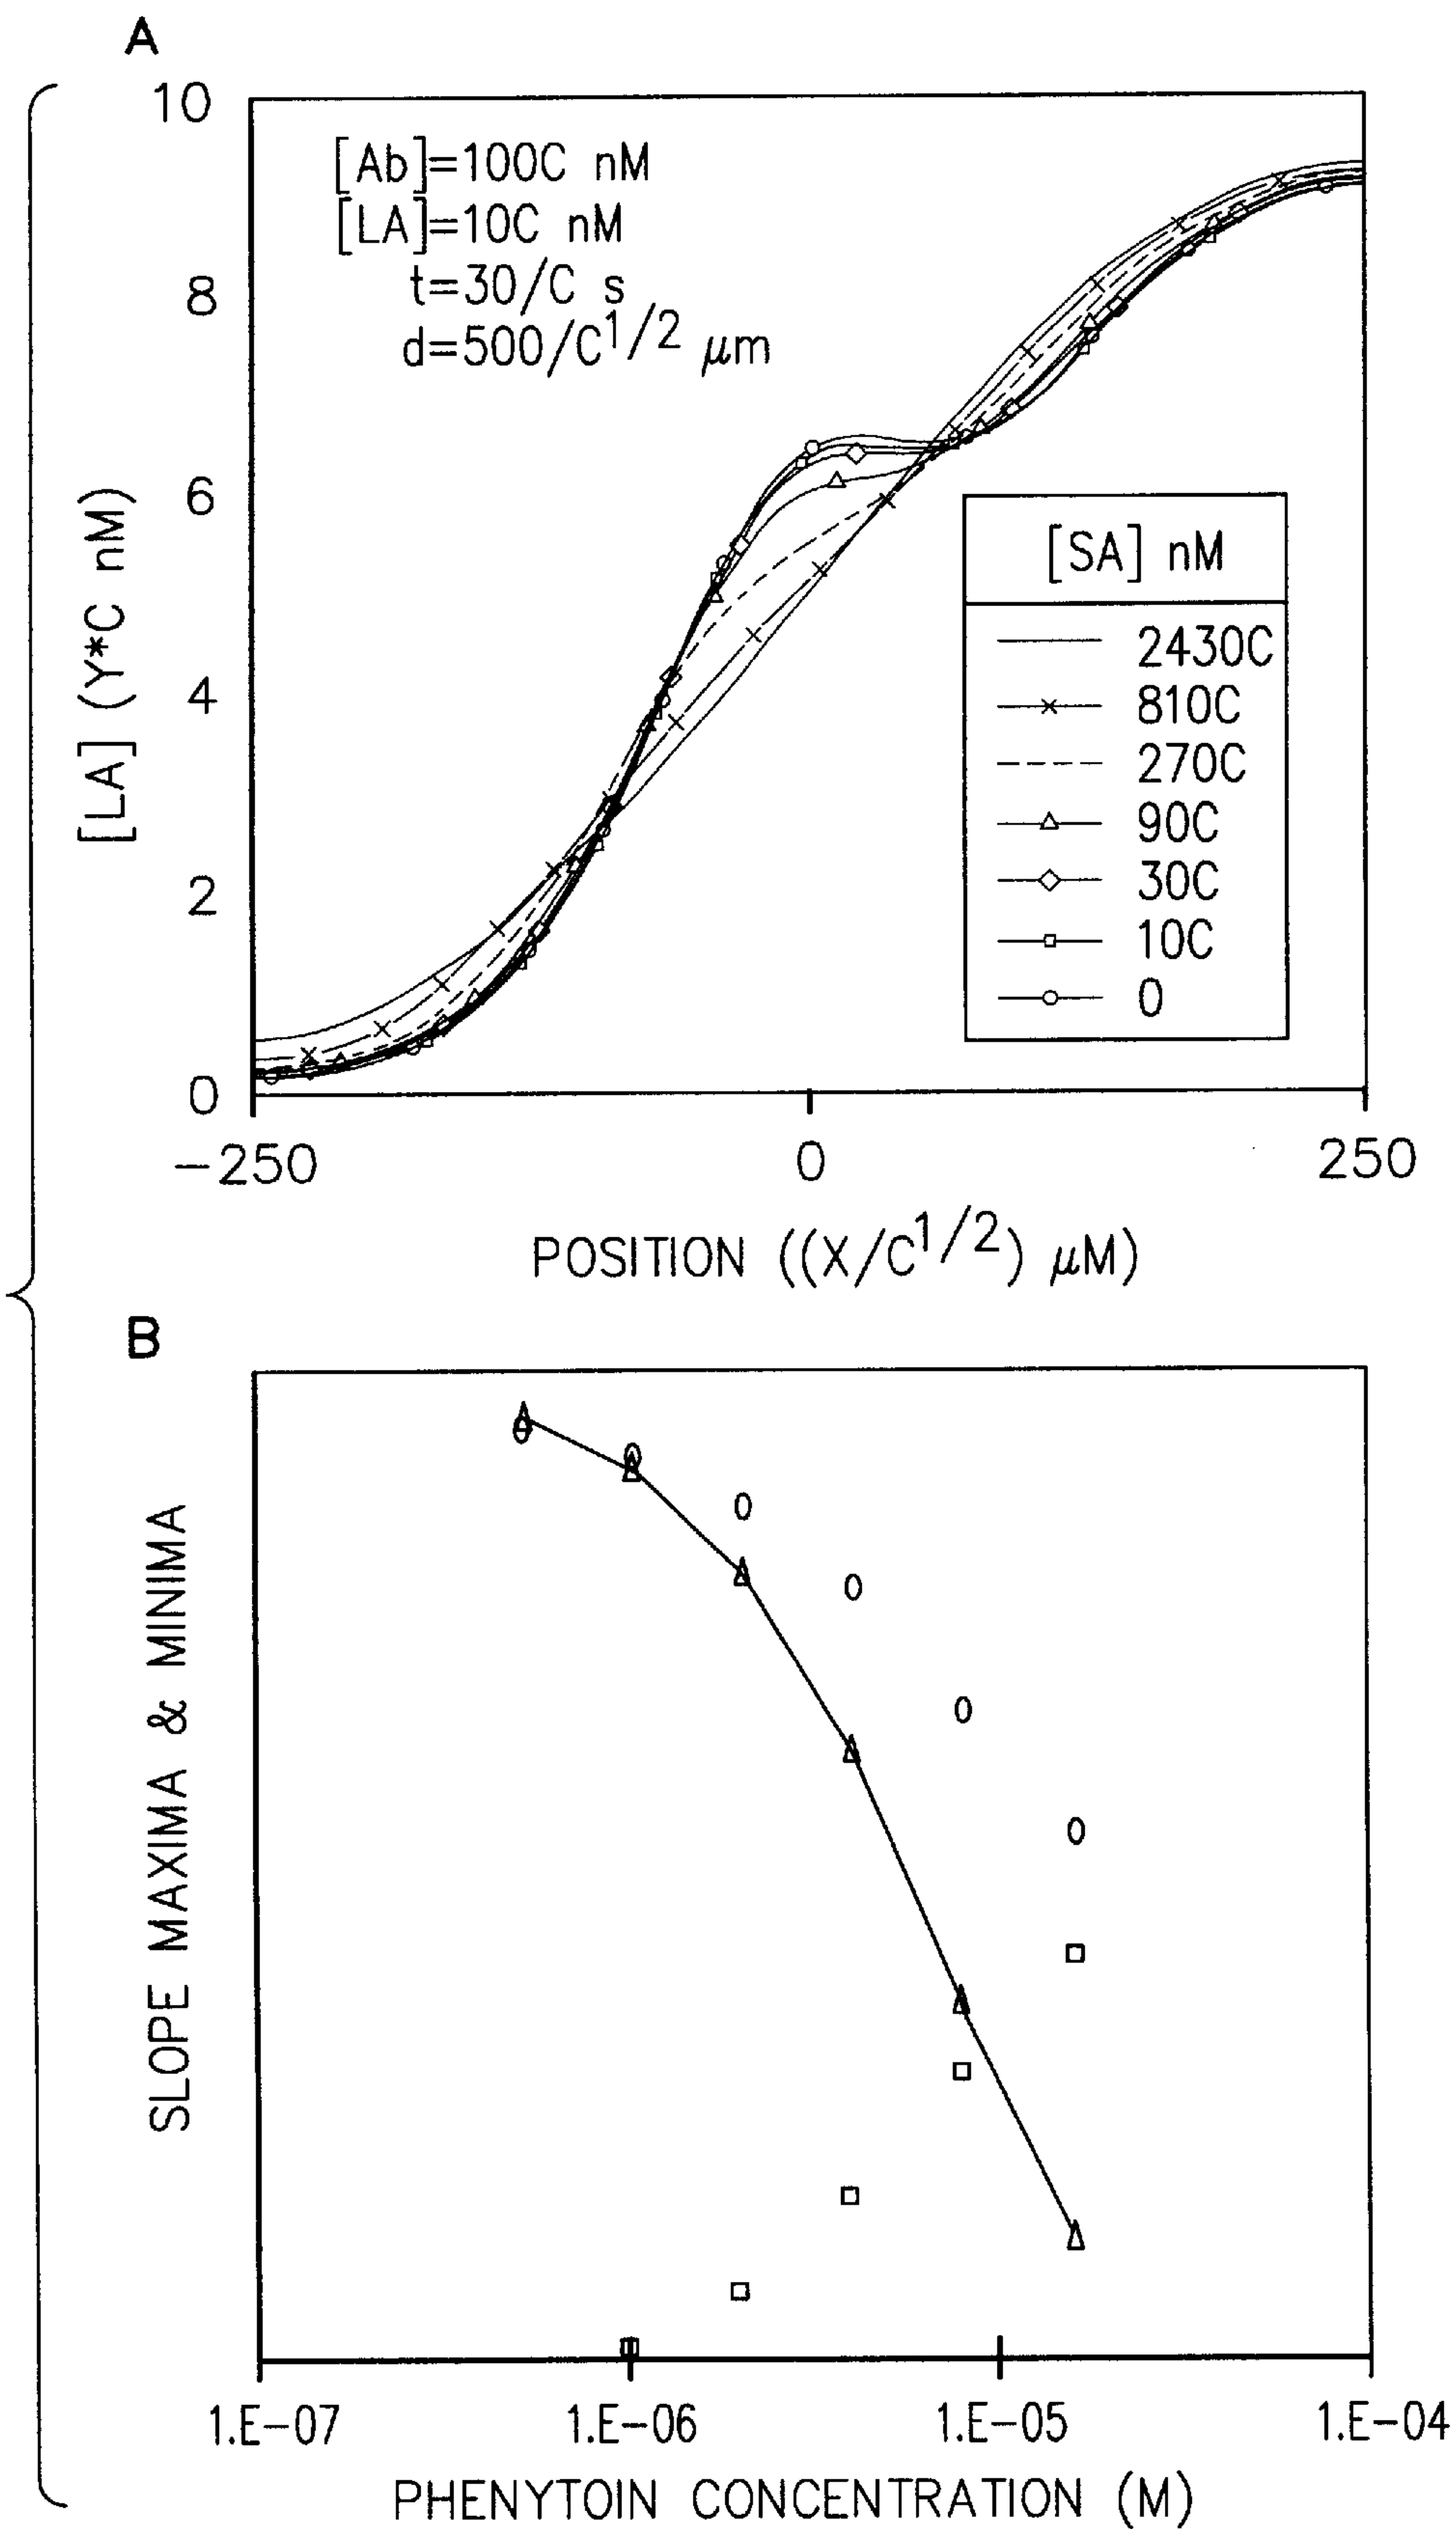 A
10
[Ab]=100C nM
[LA]=10C nM
t=30/C s
d=500/C1/2 μm
8
6
4
2
0
[LA] (Y*C nM)
[SA] nM
2430C
810C
270C
90C
30C
10C
0
-250
0
250
POSITION ((X/C1/2) μM)
B
SLOPE MAXIMA & MINIMA
1.E-07
1.E-06
1.E-05
1.E-04
PHENYTOIN CONCENTRATION (M)